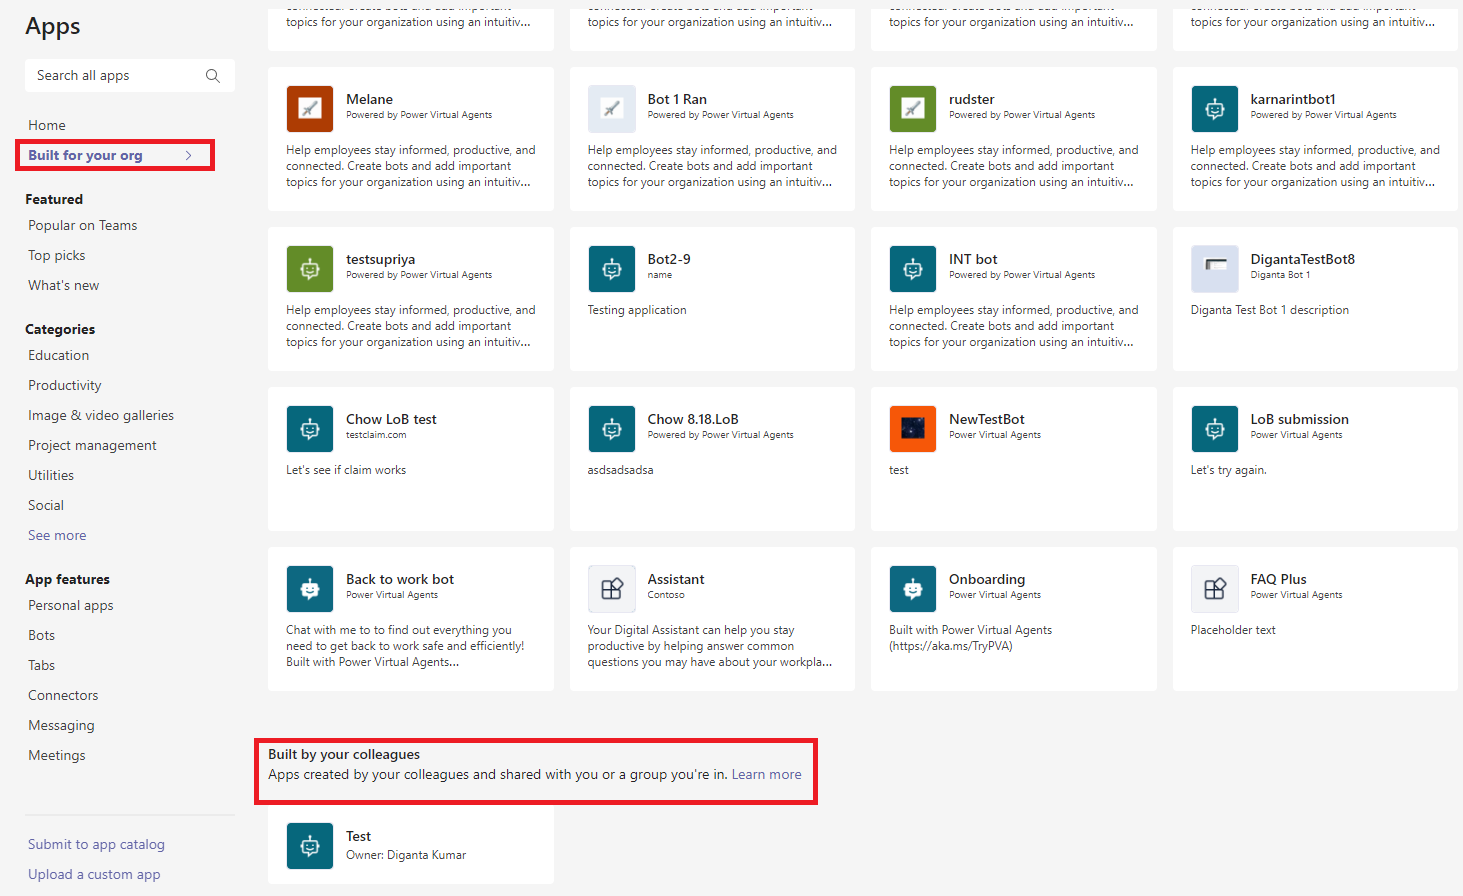 Apps
Search all apps
Home
Built for your org
Featured
Popular on Teams
Top picks
What's new
Categories
Education
Productivity
Image & video galleries
Project management
Utilities
Social
See more
App features
Personal apps
Bots
Tabs
Connectors
Messaging
Meetings
Submit to app catalog
Upload a custom app
topics for your organization using an intuitiv...
topics for your organization using an intuitiv...
topics for your organization using an intuitiv...
topics for your organization using an intuitiv...
Melane
Powered by Power Virtual Agents
Help employees stay informed, productive, and
connected. Create bots and add important
topics for your organization using an intuitiv...
Bot 1 Ran
Powered by Power Virtual Agents
Help employees stay informed, productive, and
connected. Create bots and add important
topics for your organization using an intuitiv...
rudster
Powered by Power Virtual Agents
Help employees stay informed, productive, and
connected. Create bots and add important
topics for your organization using an intuitiv...
karnarintbot1
Powered by Power Virtual Agents
Help employees stay informed, productive, and
connected. Create bots and add important
topics for your organization using an intuitiv...
testsupriya
Powered by Power Virtual Agents
Help employees stay informed, productive, and
connected. Create bots and add important
topics for your organization using an intuitiv...
Bot2-9
name
Testing application
INT bot
Powered by Power Virtual Agents
Help employees stay informed, productive, and
connected. Create bots and add important
topics for your organization using an intuitiv...
DigantaTestBot8
Diganta Bot 1
Diganta Test Bot 1 description
Chow LoB test
testclaim.com
Let's see if claim works
Chow 8.18.LoB
Powered by Power Virtual Agents
asdsadsadsa
NewTestBot
Power Virtual Agents
test
LoB submission
Power Virtual Agents
Let's try again.
Back to work bot
Power Virtual Agents
Chat with me to to find out everything you
need to get back to work safe and efficiently!
Built with Power Virtual Agents...
Assistant
Contoso
Your Digital Assistant can help you stay
productive by helping answer common
questions you may have about your workpla...
Onboarding
Power Virtual Agents
Built with Power Virtual Agents
(https://aka.ms/TryPVA)
FAQ Plus
Power Virtual Agents
Placeholder text
Built by your colleagues
Apps created by your colleagues and shared with you or a group you're in. Learn more
Test
Owner: Diganta Kumar